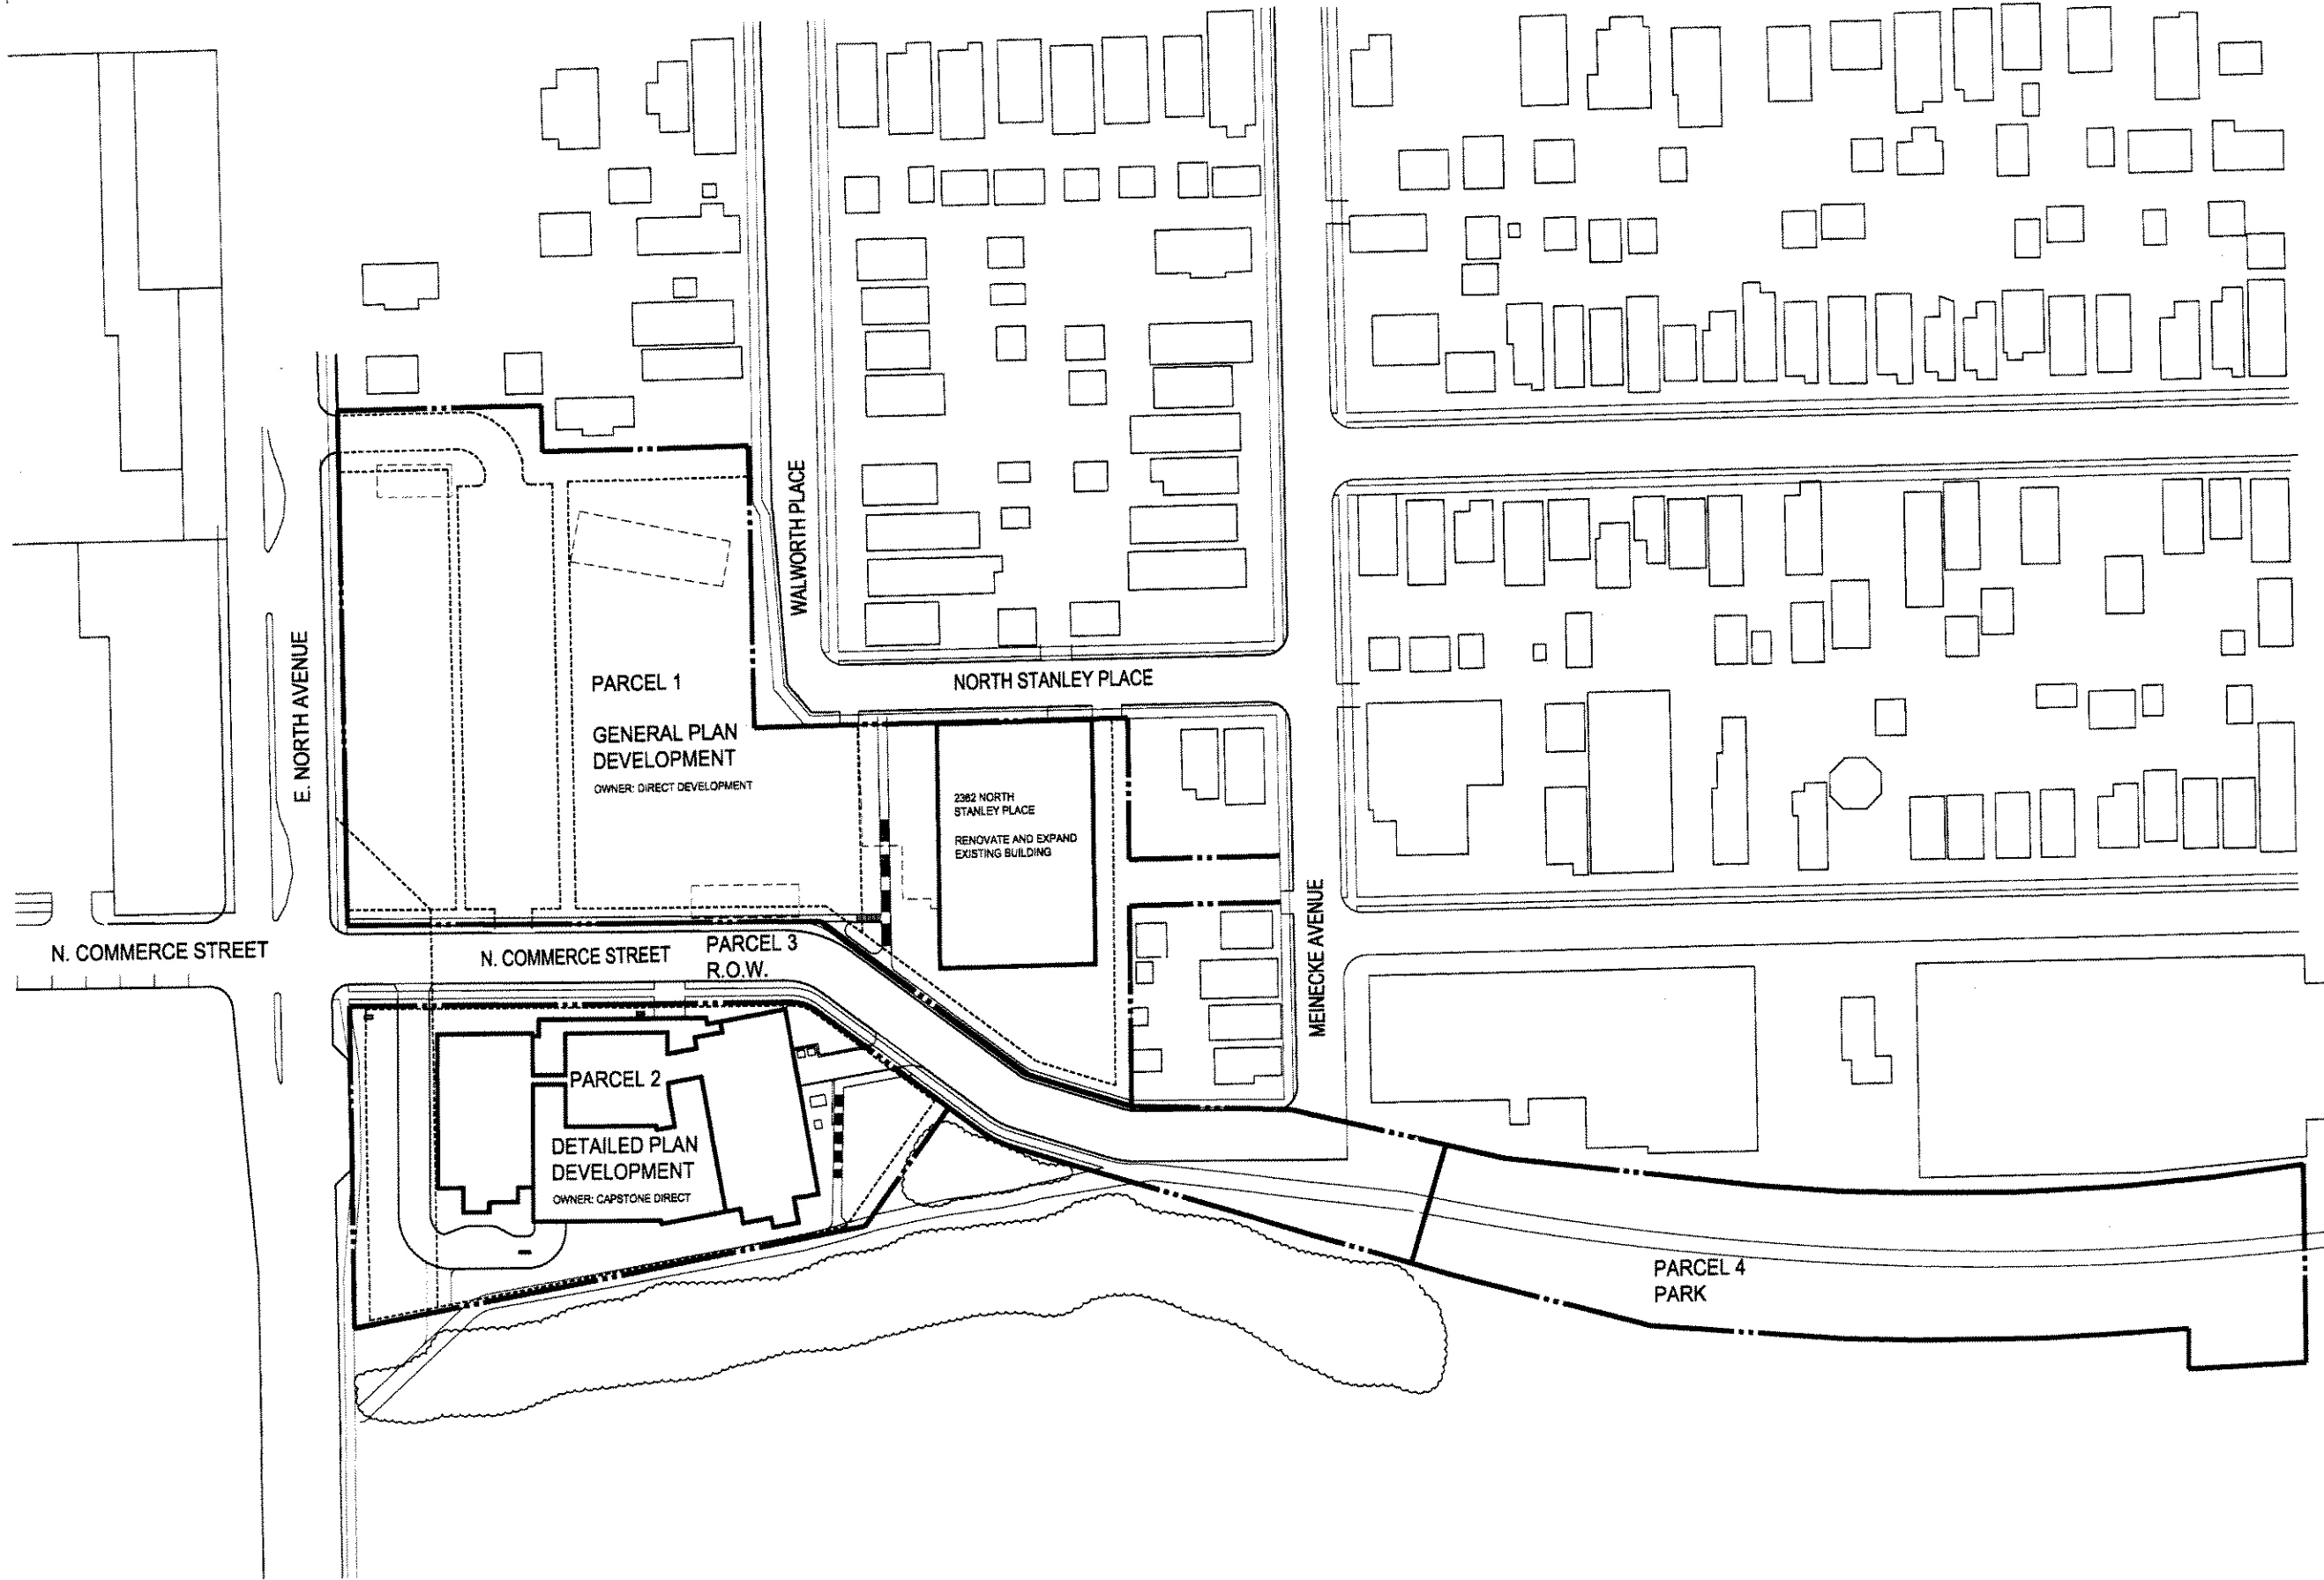 WALWORTH PLACE
E. NORTH AVENUE
PARCEL 1
GENERAL PLAN
DEVELOPMENT
OWNER: DIRECT DEVELOPMENT
NORTH STANLEY PLACE
2362 NORTH
STANLEY PLACE
RENOVATE AND EXPAND
EXISTING BUILDING
MEINECKE AVENUE
N. COMMERCE STREET
N. COMMERCE STREET
PARCEL 3
R.O.W.
PARCEL 2
DETAILED PLAN
DEVELOPMENT
OWNER: CAPSTONE DIRECT
PARCEL 4
PARK